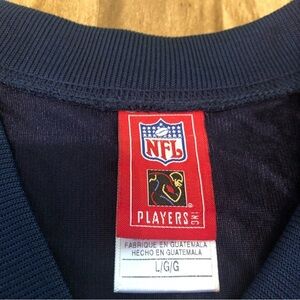 NFL
PLAYERS INC
FABRIQUE EN GUATEMALA
HECHO EN GUATEMALA
L/G/G